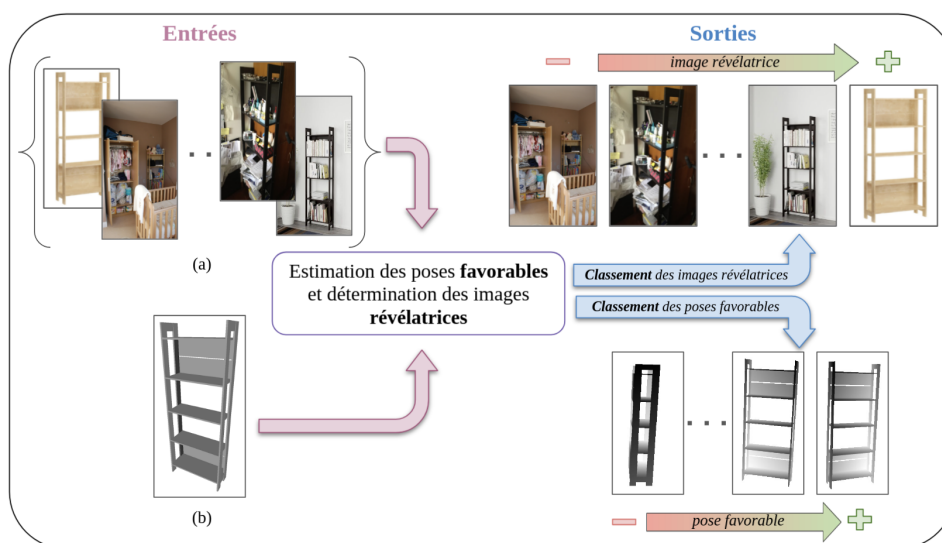 Entrées
Sorties
image révélatrice
(a)
Estimation des poses favorables
et détermination des images
révélatrices
Classement des images révélatrices
Classement des poses favorables
(b)
pose favorable